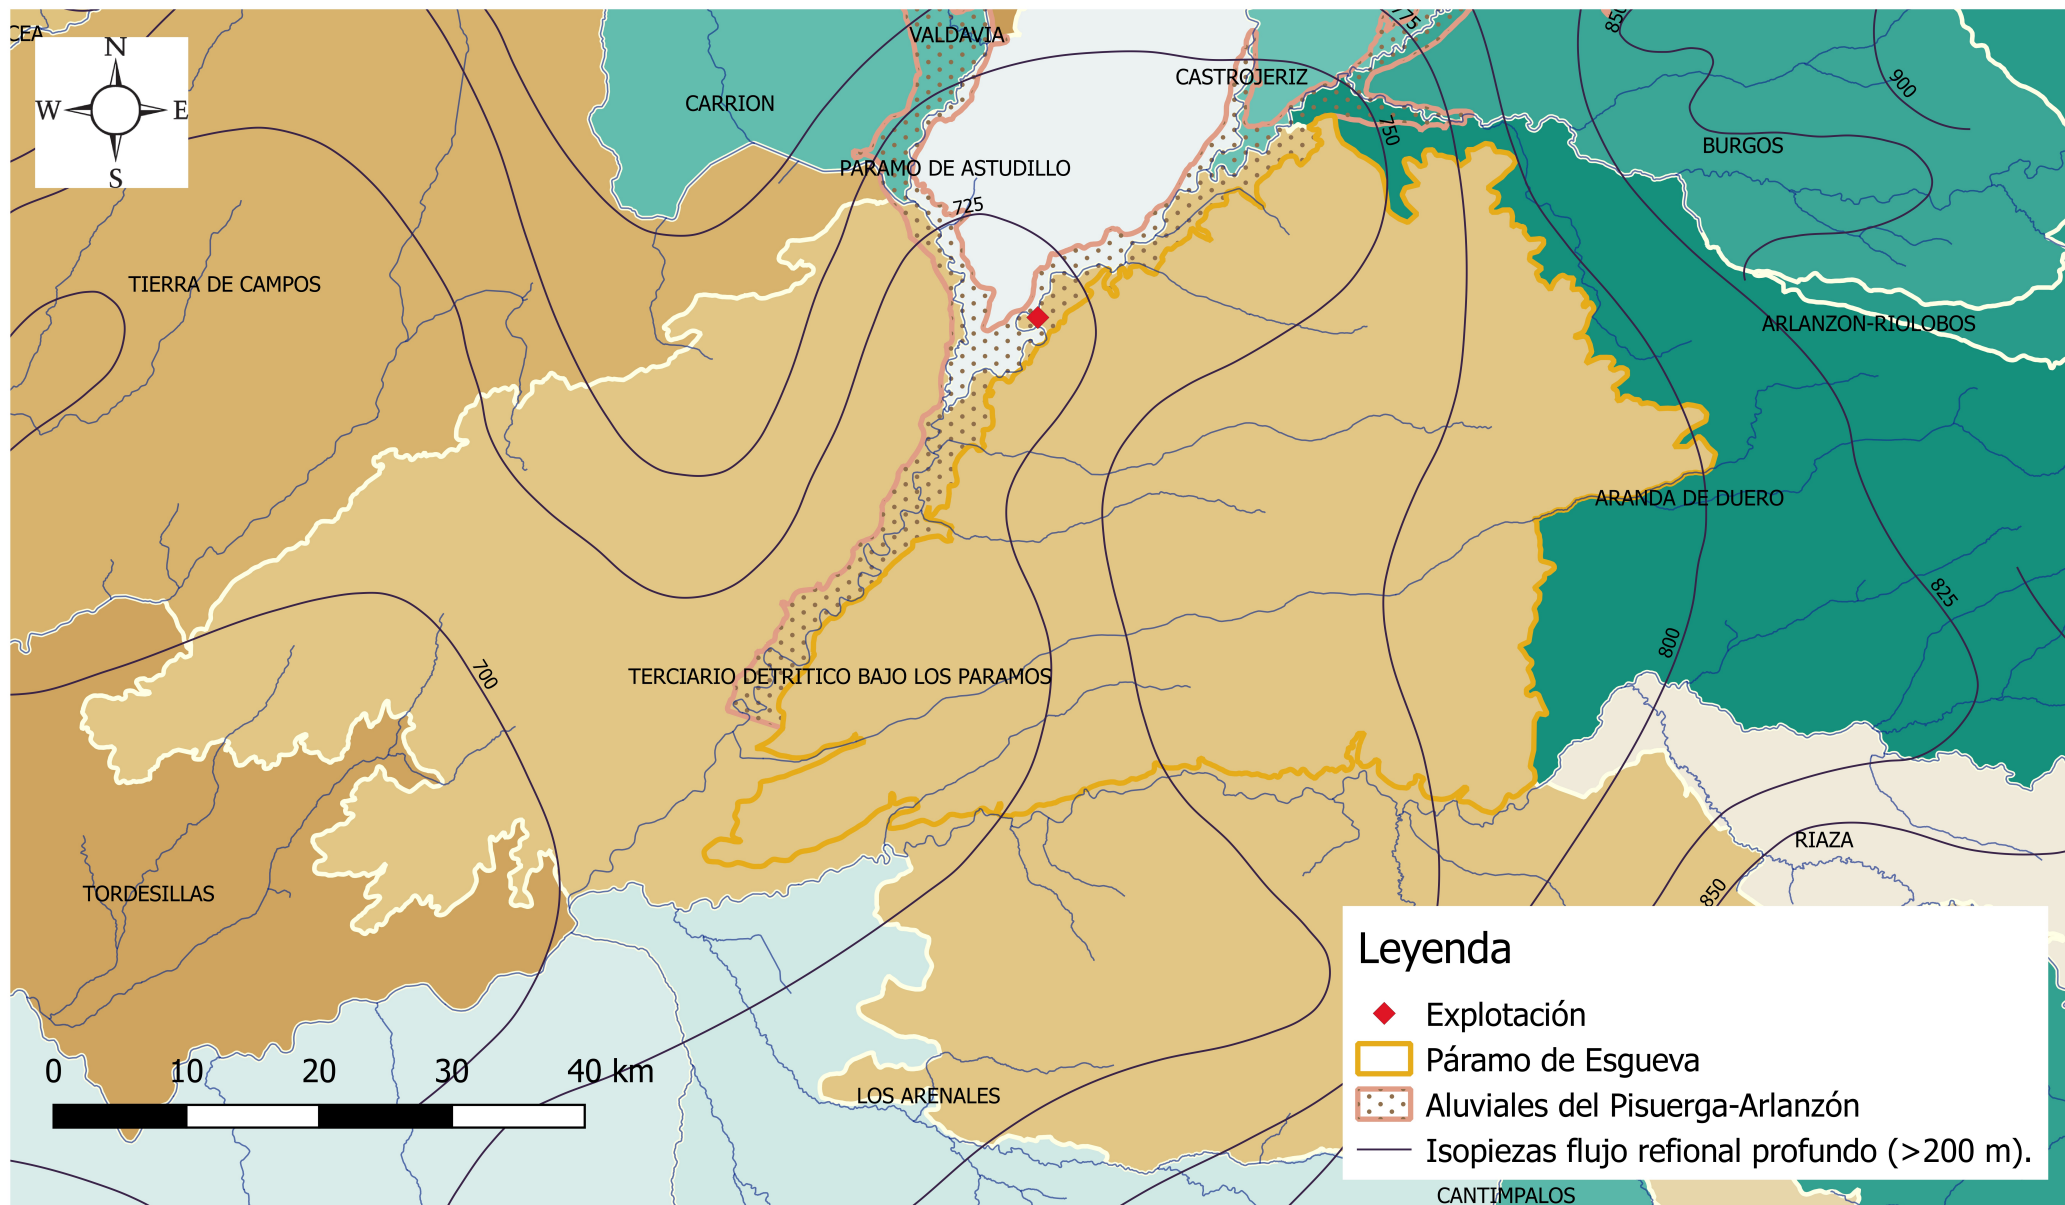 CEA
N
W
E
S
VALDAVIA
775
850
CARRION
CASTROJERIZ
900
750
BURGOS
PARAMO DE ASTUDILLO
725
TIERRA DE CAMPOS
ARLANZON-RIOLOBOS
ARANDA DE DUERO
825
800
700
TERCIARIO DETRITICO BAJO LOS PARAMOS
RIAZA
TORDESILLAS
850
Leyenda
Explotación
Páramo de Esgueva
Aluviales del Pisuerga-Arlanzón
Isopiezas flujo refional profundo (>200 m).
0 10 20 30 40 km
LOS ARENALES
CANTIMPALOS